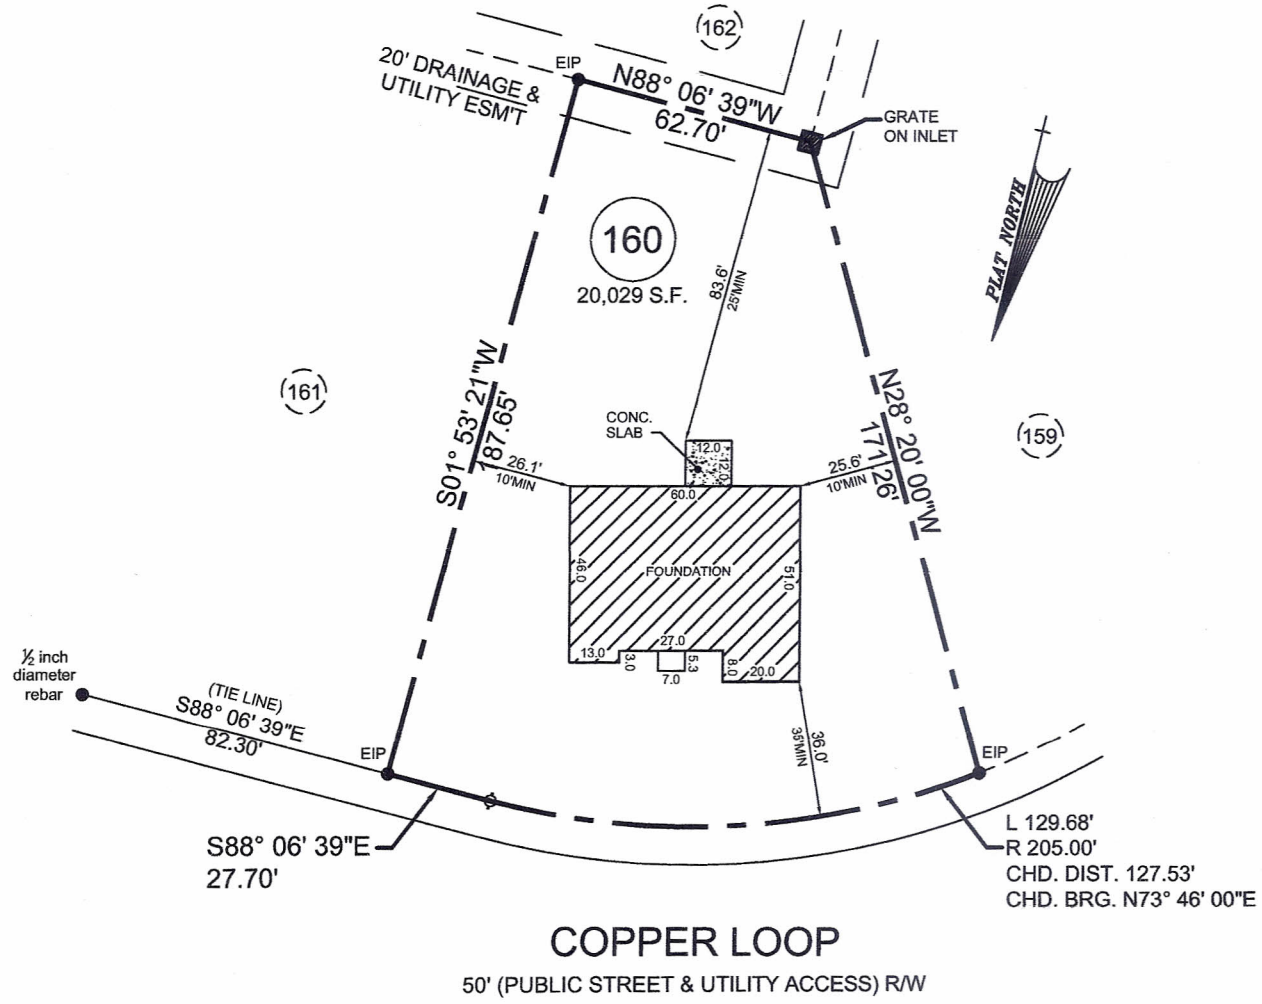 162
20' DRAINAGE &
UTILITY ESM'T
EIP
N88° 06' 39"W
62.70'
GRATE
ON INLET
PLAT NORTH
160
20,029 S.F.
83.6'
25'MIN
161
S01° 53' 21"W
187.65'
N28° 20' 00"W
171.26'
159
CONC.
SLAB
12.0
12.0
26.1'
10'MIN
25.6'
10'MIN
60.0
46.0
FOUNDATION
51.0
27.0
13.0
3.0
5.3
7.0
8.0
20.0
36.0'
35'MIN
½ inch
diameter
rebar
(TIE LINE)
S88° 06' 39"E
82.30'
EIP
EIP
S88° 06' 39"E
27.70'
L 129.68'
R 205.00'
CHD. DIST. 127.53'
CHD. BRG. N73° 46' 00"E
COPPER LOOP
50' (PUBLIC STREET & UTILITY ACCESS) R/W